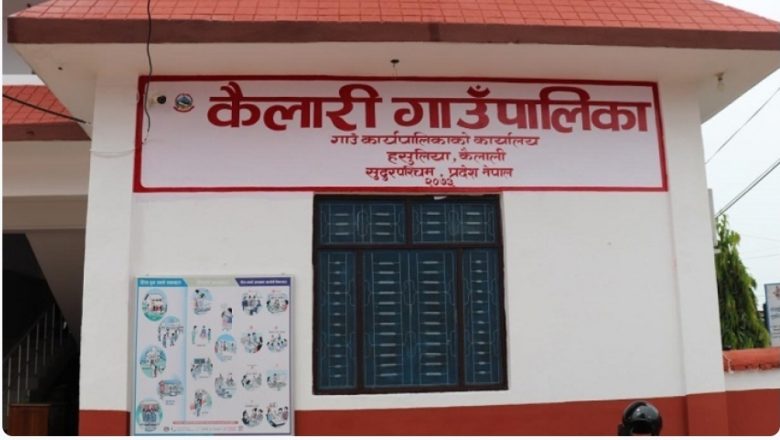 कैलारी गाउँपालिका
गाउँ कार्यपालिकाको कार्यालय
हसुलिया, कैलाली
सुदुरपश्चिम , प्रदेश नेपाल
२०७३